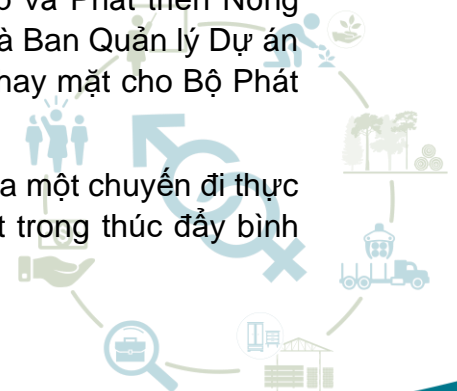 và Phát triển Nông
à Ban Quản lý Dự án
hay mặt cho Bộ Phát
a một chuyến đi thực
t trong thúc đẩy bình